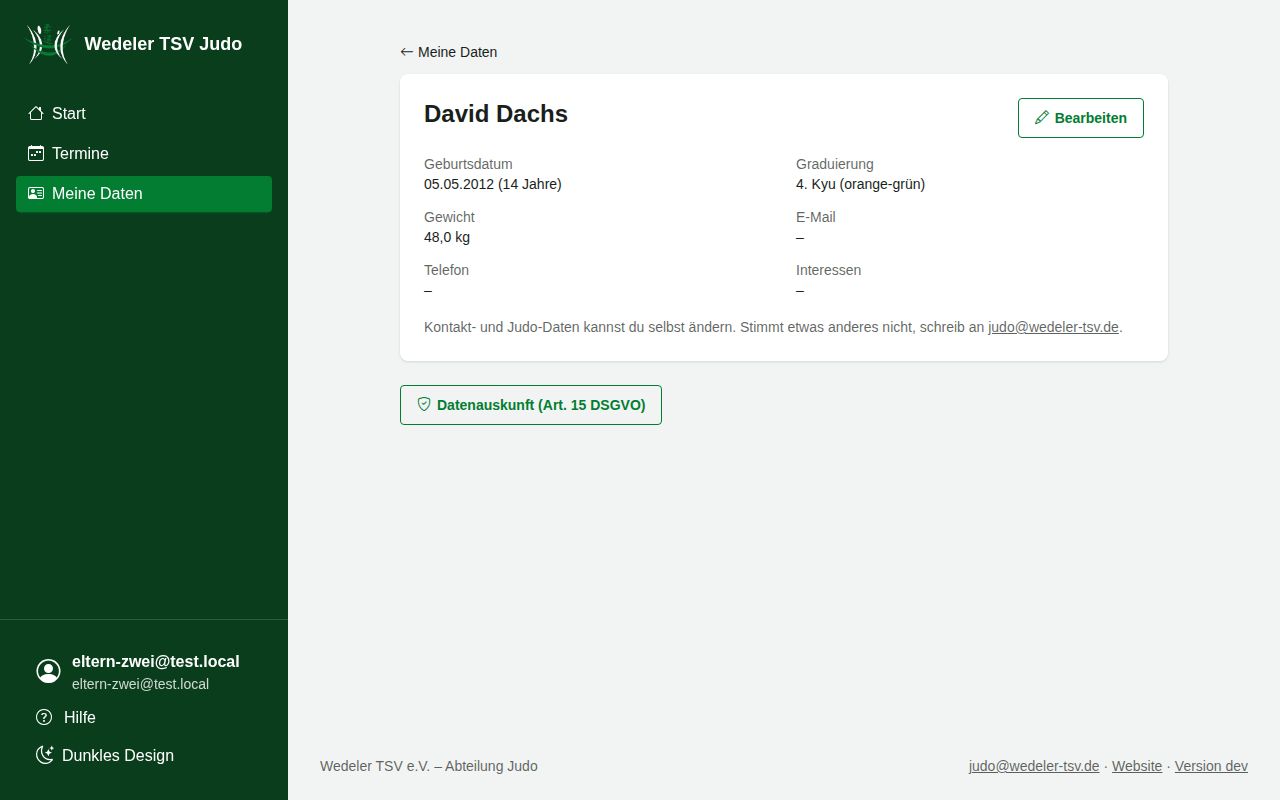 Wedeler TSV Judo
Start
Termine
Meine Daten
eltern-zwei@test.local
eltern-zwei@test.local
Hilfe
Dunkles Design
← Meine Daten
David Dachs
Bearbeiten
Geburtsdatum
05.05.2012 (14 Jahre)
Graduierung
4. Kyu (orange-grün)
Gewicht
48,0 kg
E-Mail
–
Telefon
–
Interessen
–
Kontakt- und Judo-Daten kannst du selbst ändern. Stimmt etwas anderes nicht, schreib an judo@wedeler-tsv.de.
Datenauskunft (Art. 15 DSGVO)
Wedeler TSV e.V. – Abteilung Judo
judo@wedeler-tsv.de · Website · Version dev